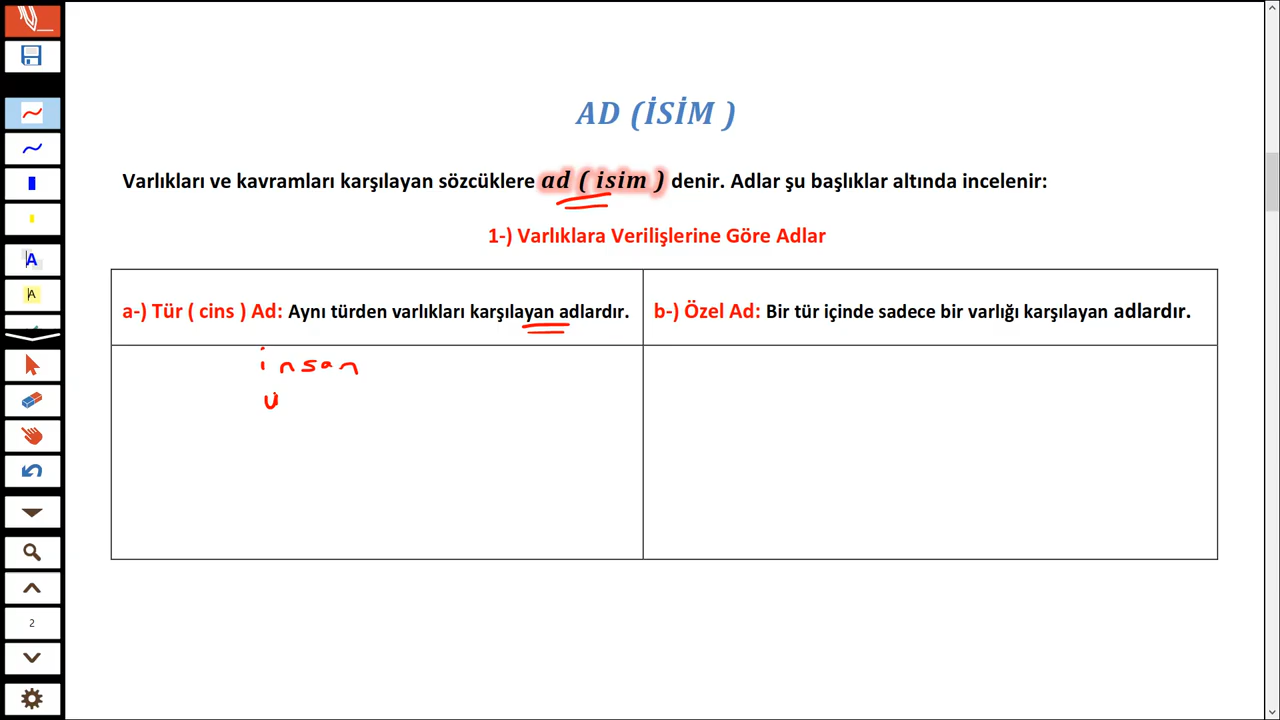 AD (İSİM )
Varlıkları ve kavramları karşılayan sözcüklere ad ( isim ) denir. Adlar şu başlıklar altında incelenir:
1-) Varlıklara Verilişlerine Göre Adlar
a-) Tür ( cins ) Ad: Aynı türden varlıkları karşılayan adlardır.
b-) Özel Ad: Bir tür içinde sadece bir varlığı karşılayan adlardır.
insan
A
A
2